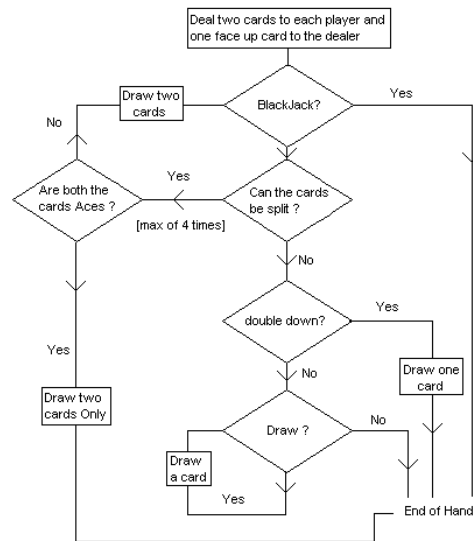 Deal two cards to each player and
one face up card to the dealer
Draw two
cards
BlackJack?
Yes
No
Are both the
cards Aces ?
Yes
[max of 4 times]
Can the cards
be split ?
No
double down?
Yes
Yes
Draw one
card
No
Draw two
cards Only
Draw ?
No
Draw
a card
Yes
End of Hand